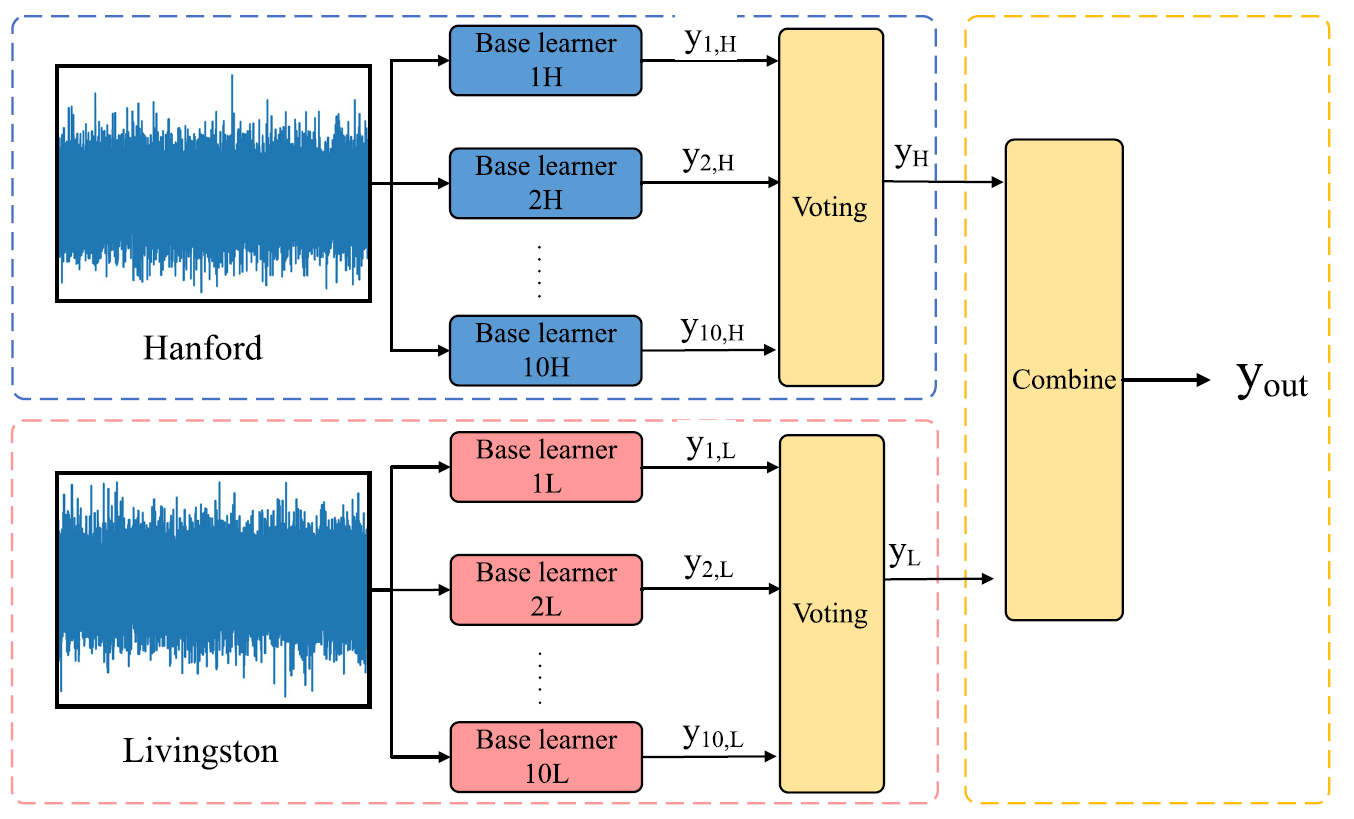 Base learner
1H
y1,H
Base learner
2H
y2,H
Voting
yH
Hanford
Base learner
10H
y10,H
Combine
yout
Base learner
1L
y1,L
Base learner
2L
y2,L
Voting
yL
Livingston
Base learner
10L
y10,L